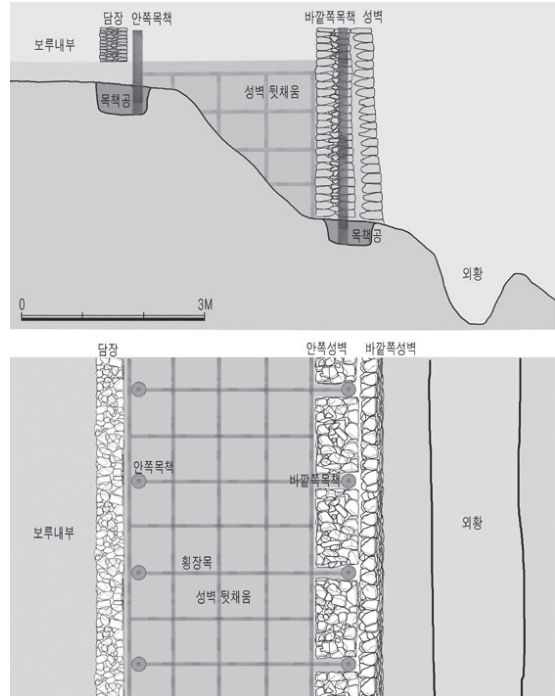 담장 안쪽목책
바깥쪽목책 성벽
보루내부
성벽 뒷채움
목책공
목책공
외황
0 3M
담장
안쪽성벽 바깥쪽성벽
안쪽목책
바깥쪽목책
보루내부
외황
횡장목
성벽 뒷채움